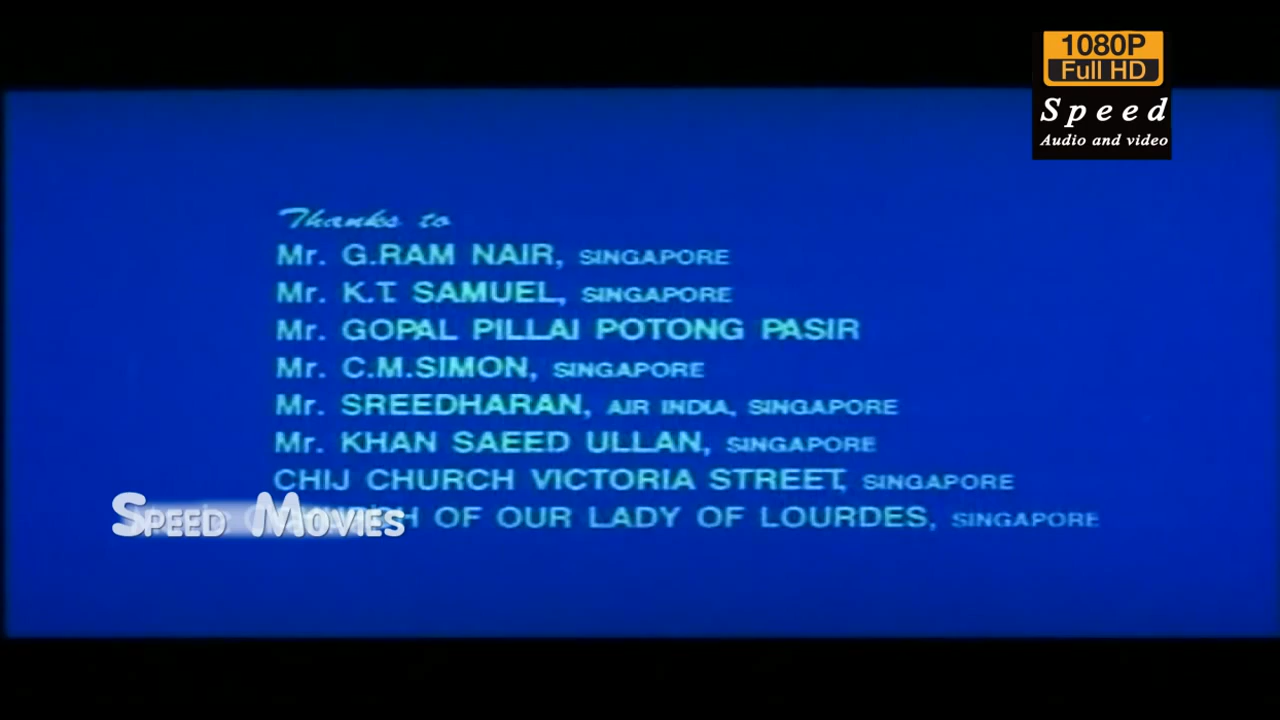 1080P
Full HD
Speed
Audio and video
Thanks to
Mr. G.RAM NAIR, SINGAPORE
Mr. K.T. SAMUEL, SINGAPORE
Mr. GOPAL PILLAI POTONG PASIR
Mr. C.M.SIMON, SINGAPORE
Mr. SREEDHARAN, AIR INDIA, SINGAPORE
Mr. KHAN SAEED ULLAN, SINGAPORE
CHIJ CHURCH VICTORIA STREET, SINGAPORE
OF OUR LADY OF LOURDES, SINGAPORE
SPEED MOVIES